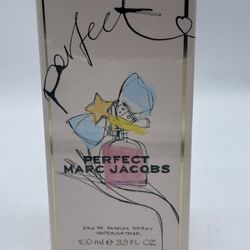 perfect
PERFECT
MARC JACOBS
EAU DE PARFUM SPRAY
VAPORISATEUR
100 ml e 3.3 FL. OZ